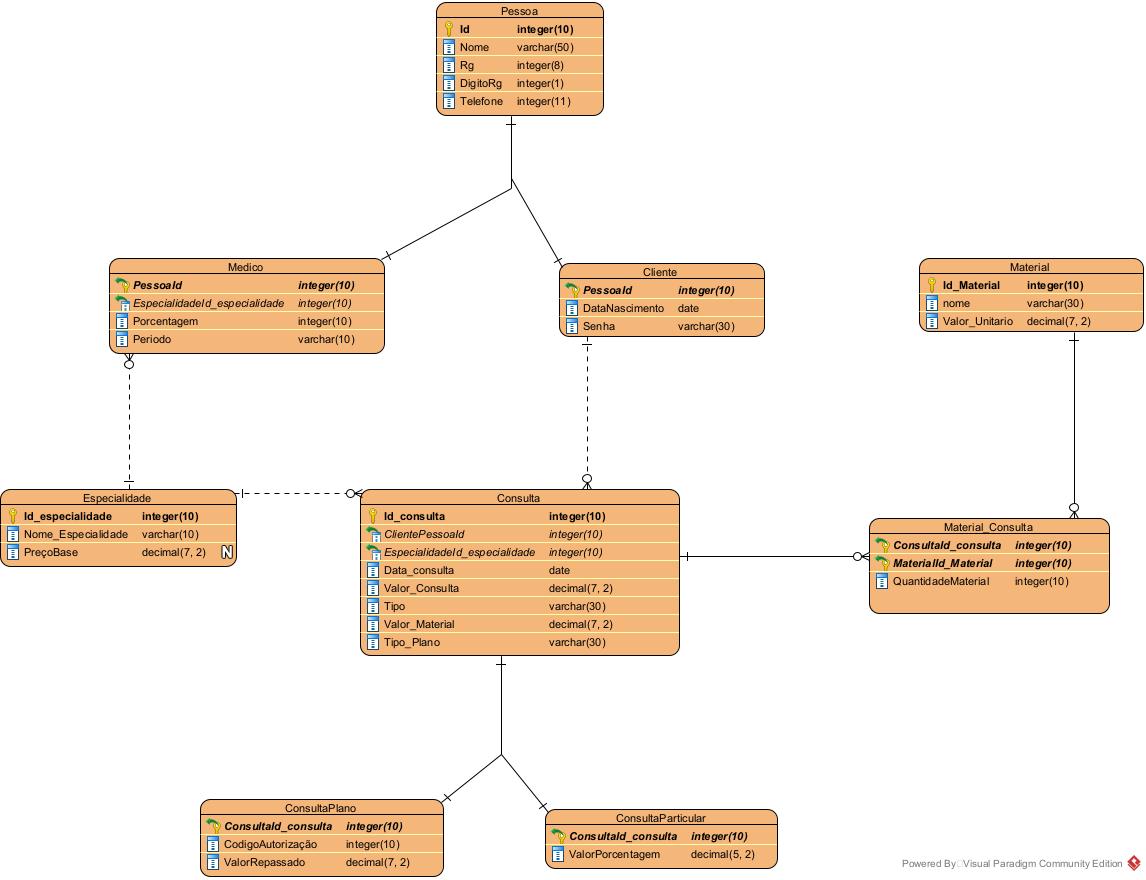 Pessoa
Id integer(10)
Nome varchar(50)
Rg integer(8)
DigitoRg integer(1)
Telefone integer(11)
Medico
PessoaId integer(10)
EspecialidadeId_especialidade integer(10)
Porcentagem integer(10)
Periodo varchar(10)
Cliente
PessoaId integer(10)
DataNascimento date
Senha varchar(30)
Material
Id_Material integer(10)
nome varchar(30)
Valor_Unitario decimal(7, 2)
Especialidade
Id_especialidade integer(10)
Nome_Especialidade varchar(10)
PreçoBase decimal(7, 2) N
Consulta
Id_consulta integer(10)
ClientePessoaId integer(10)
EspecialidadeId_especialidade integer(10)
Data_consulta date
Valor_Consulta decimal(7, 2)
Tipo varchar(30)
Valor_Material decimal(7, 2)
Tipo_Plano varchar(30)
Material_Consulta
ConsultaId_consulta integer(10)
MaterialId_Material integer(10)
QuantidadeMaterial integer(10)
ConsultaPlano
ConsultaId_consulta integer(10)
CodigoAutorização integer(10)
ValorRepassado decimal(7, 2)
ConsultaParticular
ConsultaId_consulta integer(10)
ValorPorcentagem decimal(5, 2)
Powered By Visual Paradigm Community Edition